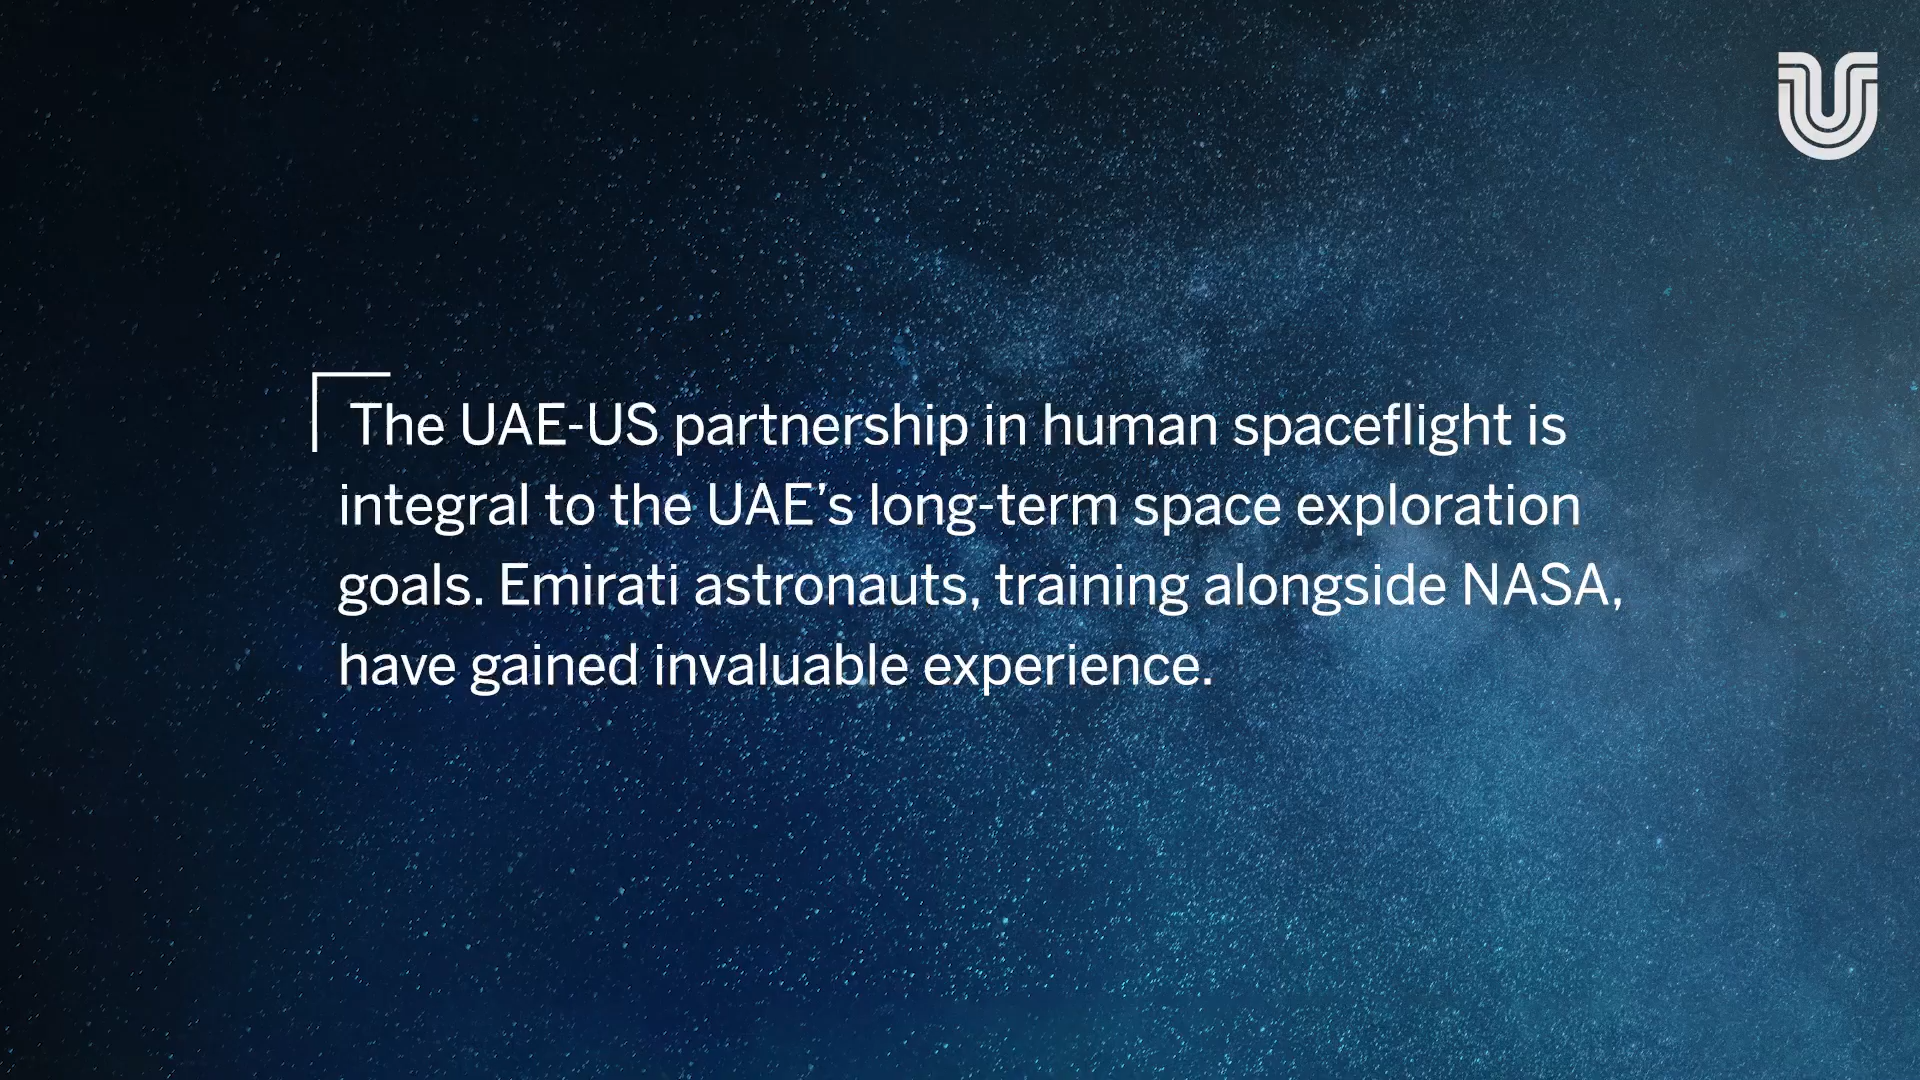 The UAE-US partnership in human spaceflight is
integral to the UAE’s long-term space exploration
goals. Emirati astronauts, training alongside NASA,
have gained invaluable experience.